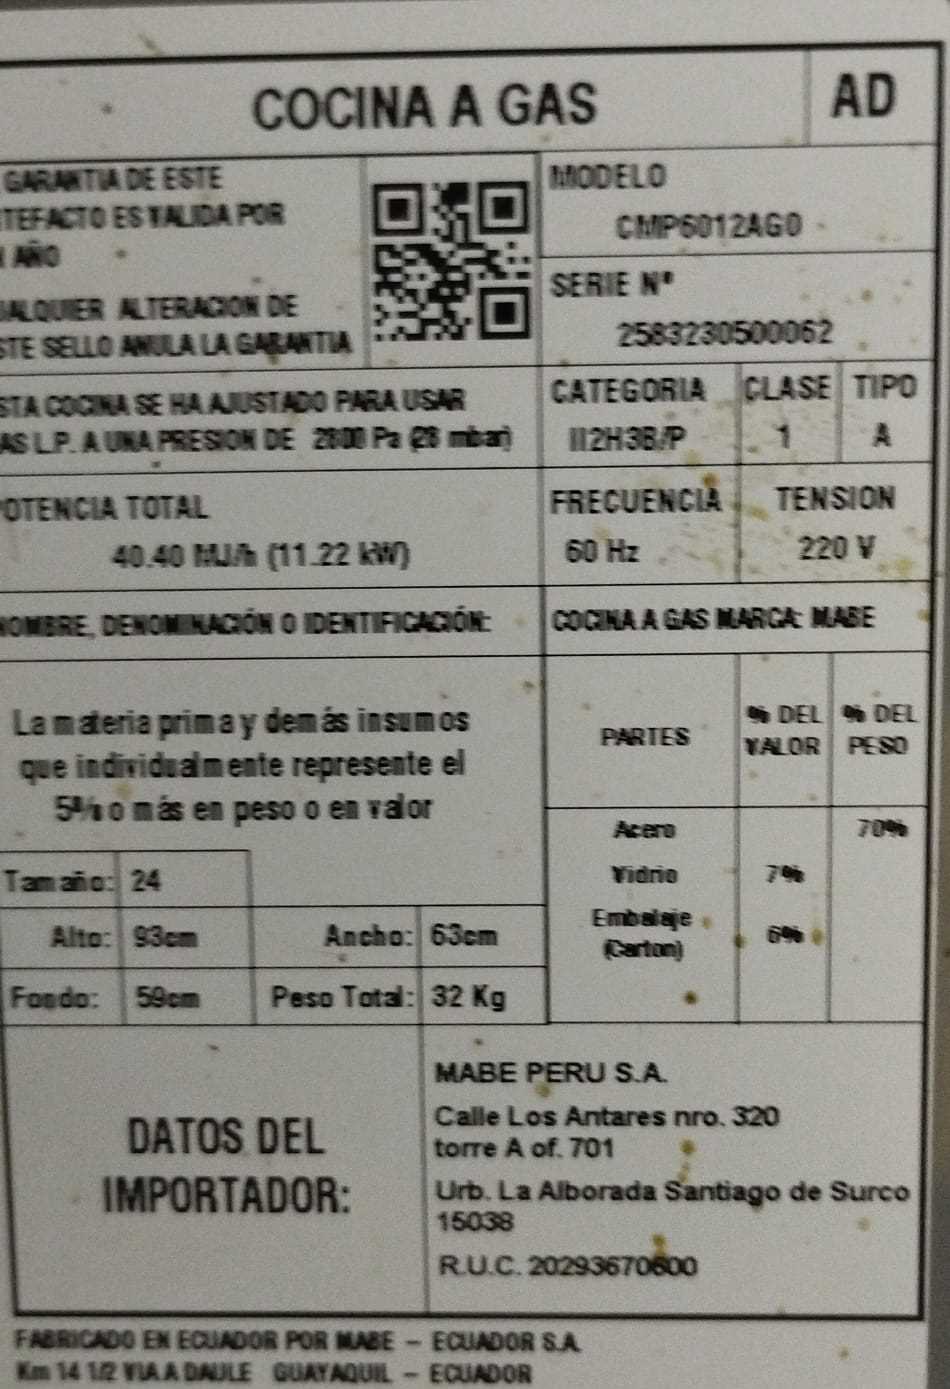 COCINA A GAS
AD
GARANTIA DE ESTE
TEFACTO ES VALIDA POR
AÑO
ALQUIER ALTERACION DE
STE SELLO ANULA LA GARANTIA
MODELO
CMP6012AG0
SERIE Nº
2583230500062
STA COCINA SE HA AJUSTADO PARA USAR
AS L.P. A UNA PRESION DE 2800 Pa (28 mbar)
CATEGORIA
II2H3B/P
CLASE
1
TIPO
A
POTENCIA TOTAL
40.40 MJ/h (11.22 kW)
FRECUENCIA
60 Hz
TENSION
220 V
NOMBRE, DENOMINACIÓN O IDENTIFICACIÓN:
COCINA A GAS MARCA: MABE
La materia prima y demás insumos
que individualmente represente el
5% o más en peso o en valor
PARTES
% DEL
VALOR
% DEL
PESO
Acero
70%
Vidrio
7%
Embalaje
(Carton)
6%
Tamaño: 24
Alto: 93cm
Ancho: 63cm
Fondo: 59cm
Peso Total: 32 Kg
DATOS DEL
IMPORTADOR:
MABE PERU S.A.
Calle Los Antares nro. 320
torre A of. 701
Urb. La Alborada Santiago de Surco
15038
R.U.C. 20293670600
FABRICADO EN ECUADOR POR MABE – ECUADOR S.A.
Km 14 1/2 VIA A DAULE GUAYAQUIL – ECUADOR